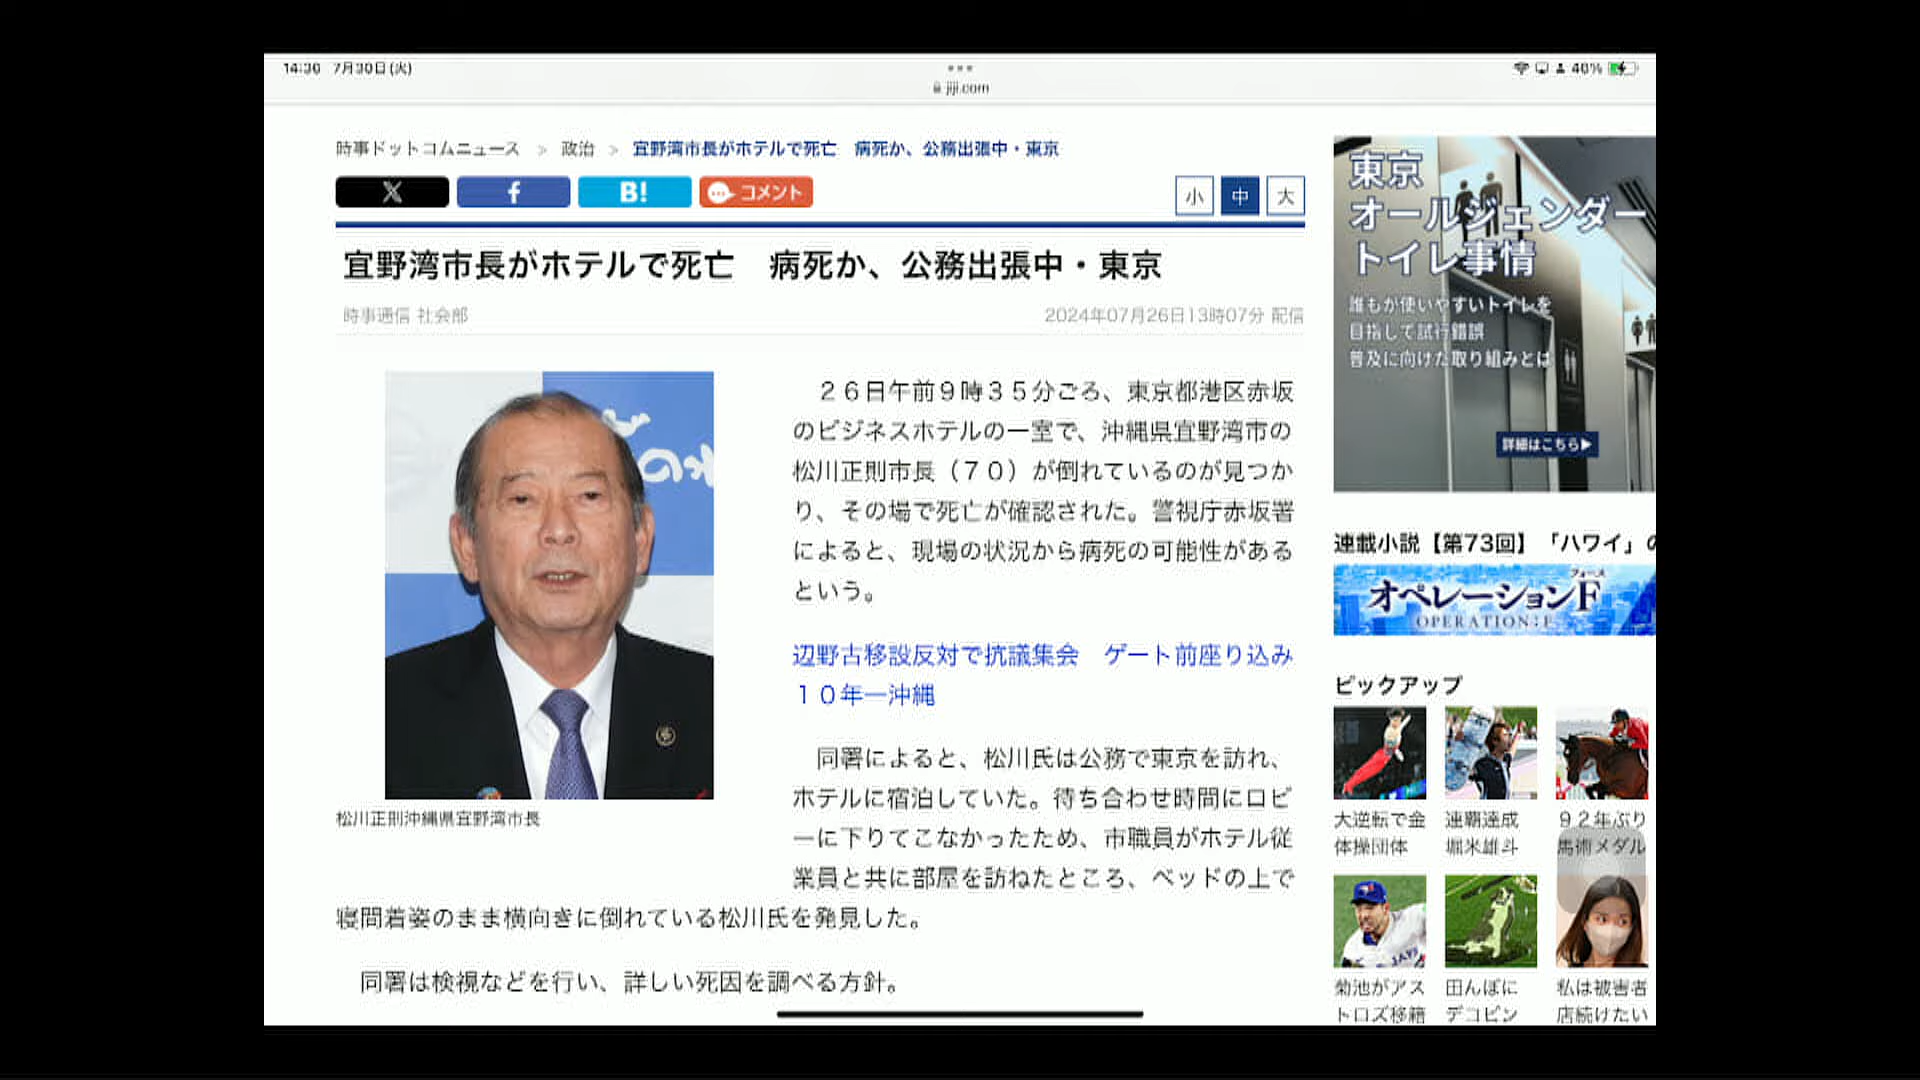 14:30 7月30日(火)
jiji.com
46%
時事ドットコムニュース > 政治 > 宜野湾市長がホテルで死亡 病死か、公務出張中・東京
X
f
B!
コメント
小 中 大
宜野湾市長がホテルで死亡 病死か、公務出張中・東京
時事通信 社会部
2024年07月26日13時07分 配信
２６日午前９時３５分ごろ、東京都港区赤坂
のビジネスホテルの一室で、沖縄県宜野湾市の
松川正則市長（７０）が倒れているのが見つか
り、その場で死亡が確認された。警視庁赤坂署
によると、現場の状況から病死の可能性がある
という。
辺野古移設反対で抗議集会 ゲート前座り込み
１０年―沖縄
同署によると、松川氏は公務で東京を訪れ、
ホテルに宿泊していた。待ち合わせ時間にロビ
ーに下りてこなかったため、市職員がホテル従
業員と共に部屋を訪ねたところ、ベッドの上で
寝間着姿のまま横向きに倒れている松川氏を発見した。
同署は検視などを行い、詳しい死因を調べる方針。
松川正則沖縄県宜野湾市長
東京
オールジェンダー
トイレ事情
誰もが使いやすいトイレを
目指して試行錯誤
普及に向けた取り組みとは
詳細はこちら▶
連載小説【第73回】「ハワイ」の
フォース
オペレーションF
OPERATION:F
ピックアップ
大逆転で金
体操団体
連覇達成
堀米雄斗
９２年ぶり
馬術メダル
菊池がアス
トロズ移籍
田んぼに
デコピン
私は被害者
店続けたい